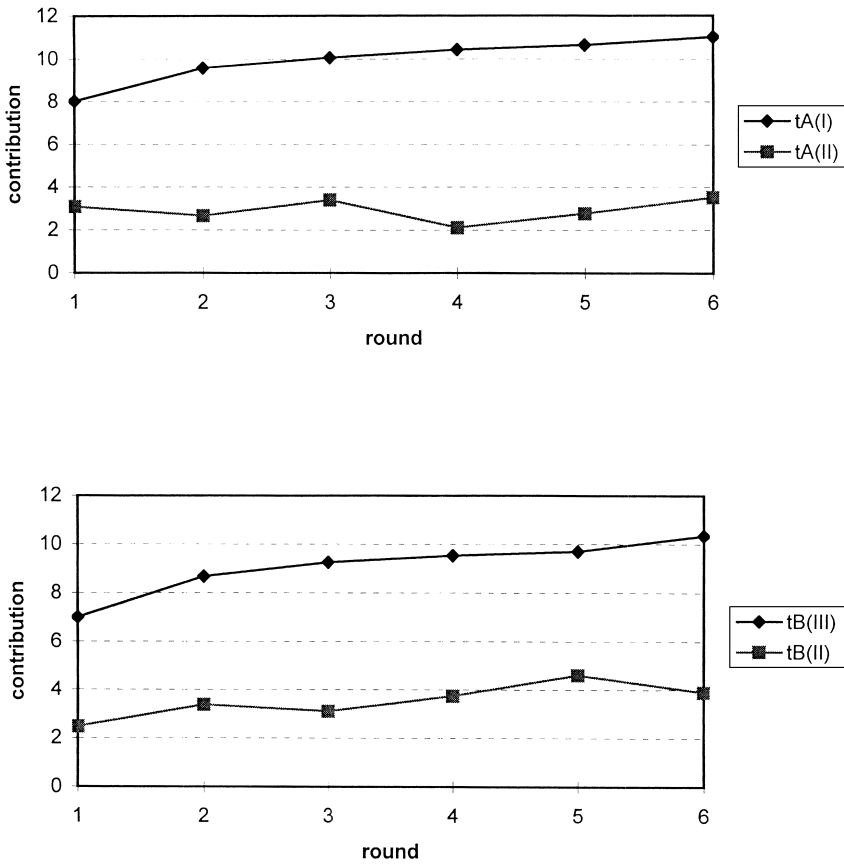 12
10
8
6
4
2
0
contribution
1 2 3 4 5 6
round
tA(I)
tA(II)
12
10
8
6
4
2
0
contribution
1 2 3 4 5 6
round
tB(III)
tB(II)